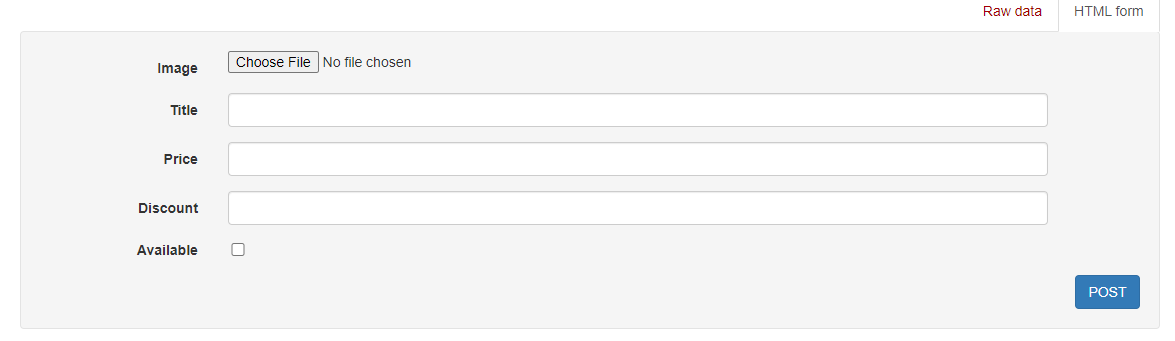 Raw data HTML form
Image Choose File No file chosen
Title
Price
Discount
Available
POST